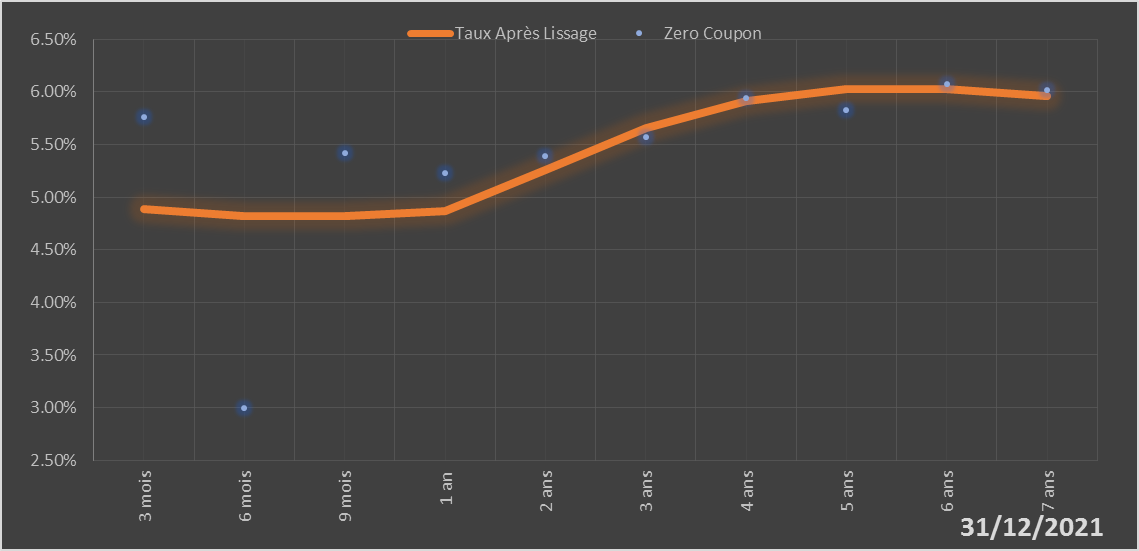 Taux Après Lissage Zero Coupon
6.50%
6.00%
5.50%
5.00%
4.50%
4.00%
3.50%
3.00%
2.50%
3 mois
6 mois
9 mois
1 an
2 ans
3 ans
4 ans
5 ans
6 ans
7 ans
31/12/2021